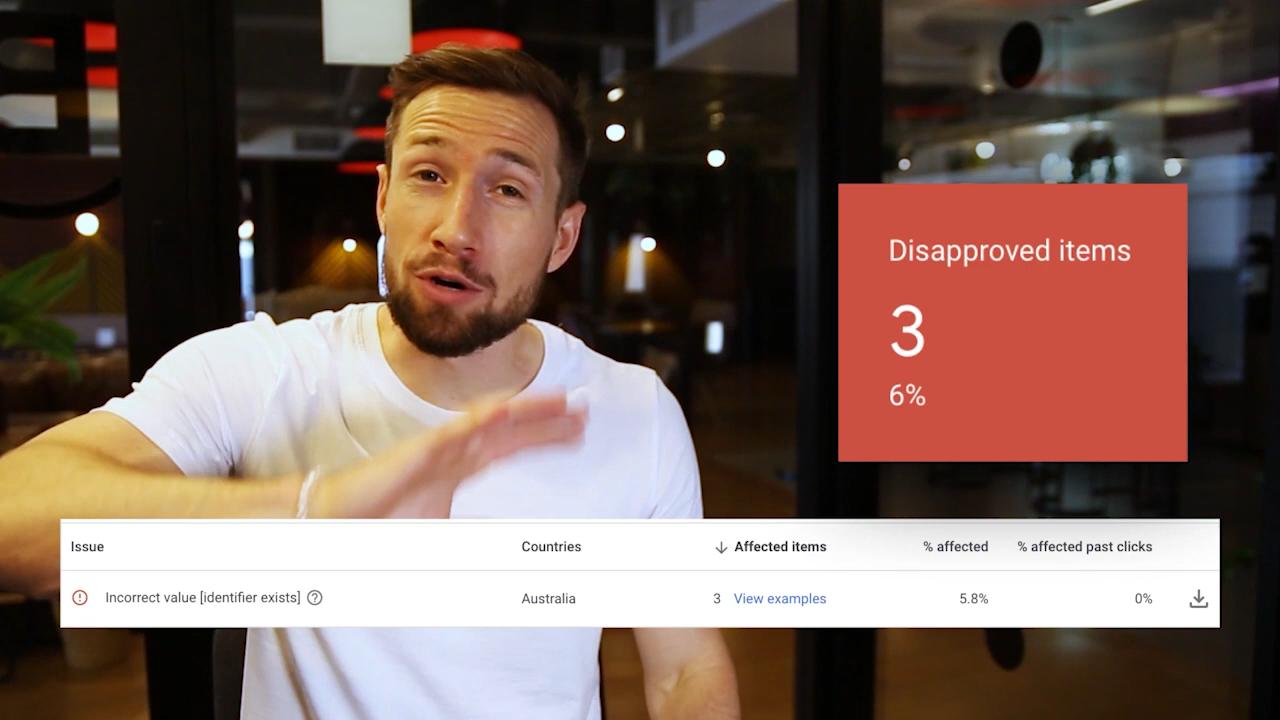 Disapproved items
3
6%
Issue Countries Affected items % affected % affected past clicks
Incorrect value [identifier exists] Australia 3 View examples 5.8% 0%